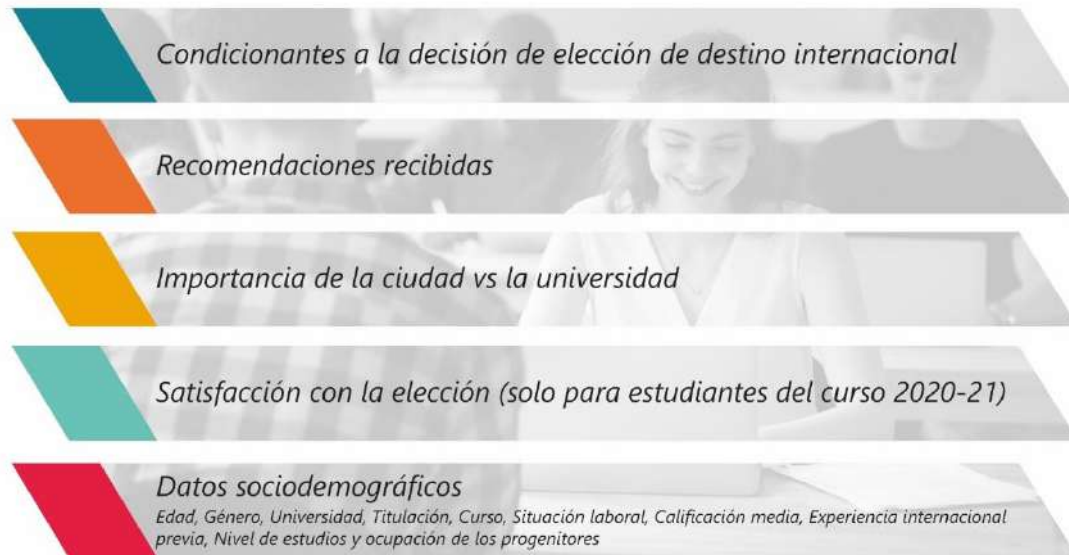 Condicionantes a la decisión de elección de destino internacional
Recomendaciones recibidas
Importancia de la ciudad vs la universidad
Satisfacción con la elección (solo para estudiantes del curso 2020-21)
Datos sociodemográficos
Edad, Género, Universidad, Titulación, Curso, Situación laboral, Calificación media, Experiencia internacional
previa, Nivel de estudios y ocupación de los progenitores